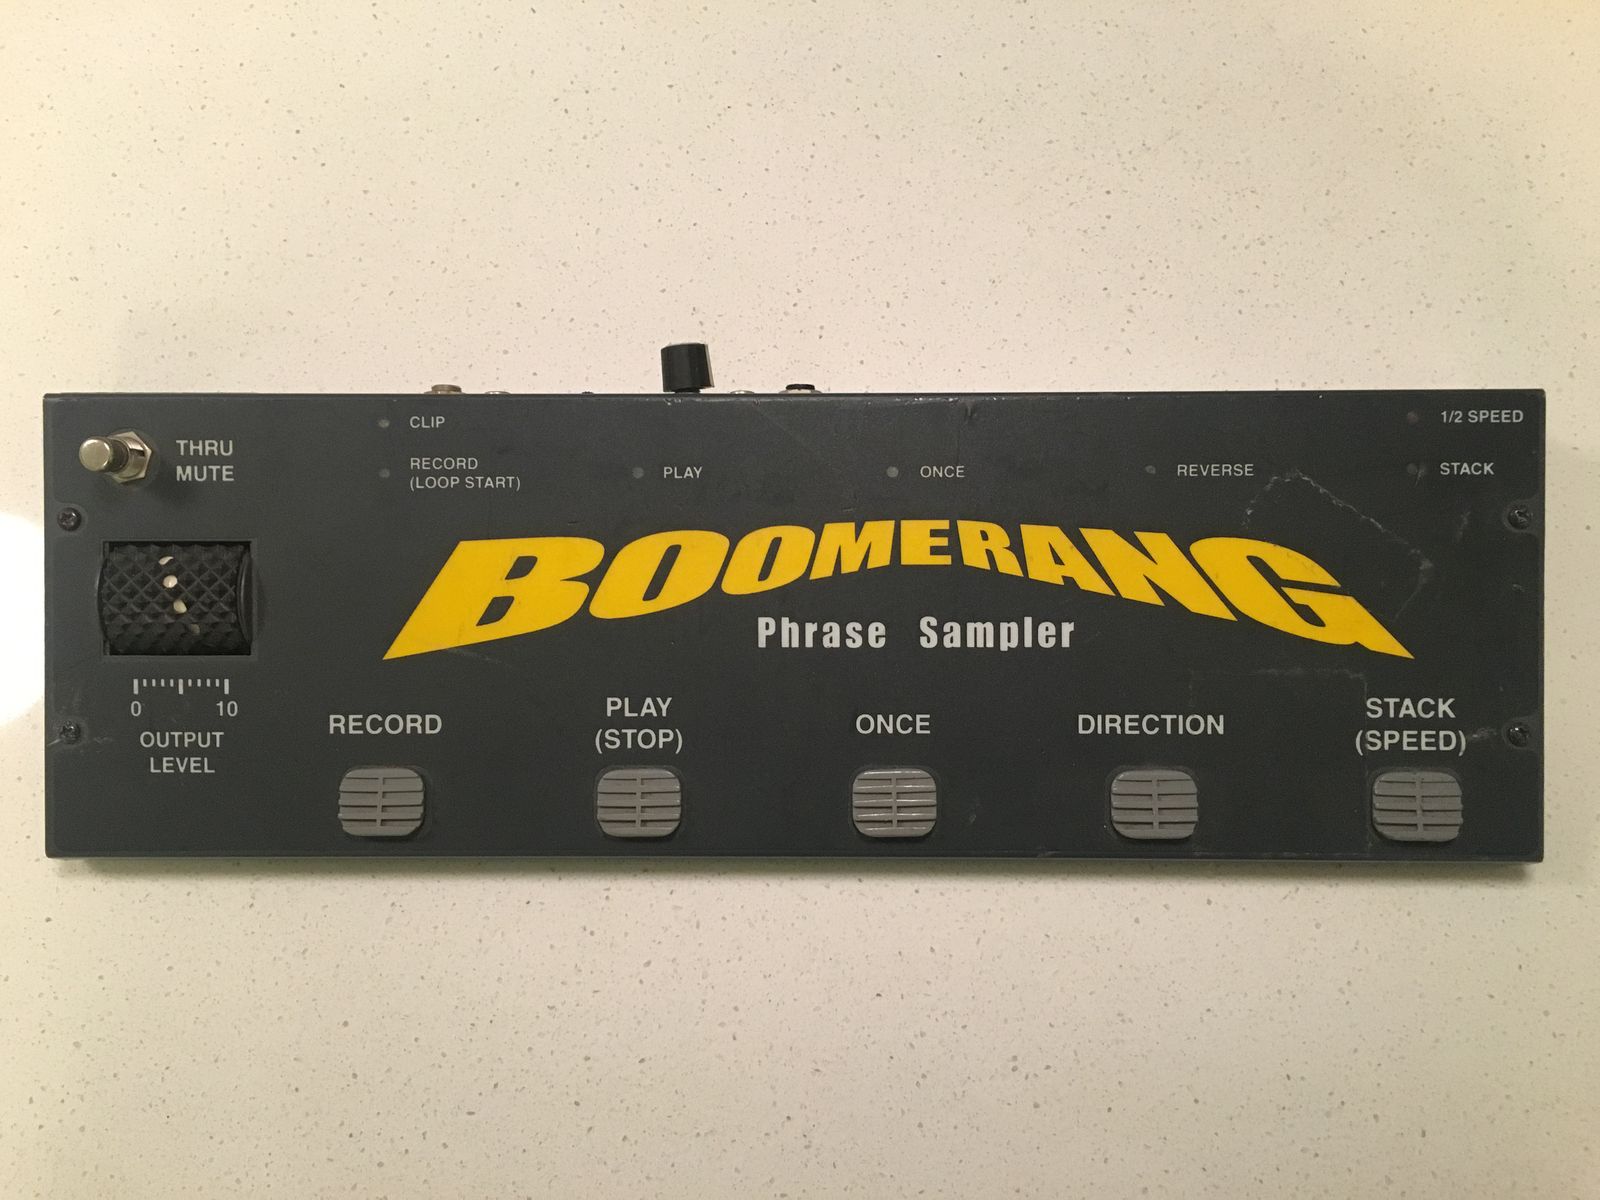 CLIP
1/2 SPEED
THRU
MUTE
RECORD
(LOOP START)
PLAY
ONCE
REVERSE
STACK
BOOMERANG
Phrase Sampler
0 10
OUTPUT
LEVEL
RECORD
PLAY
(STOP)
ONCE
DIRECTION
STACK
(SPEED)